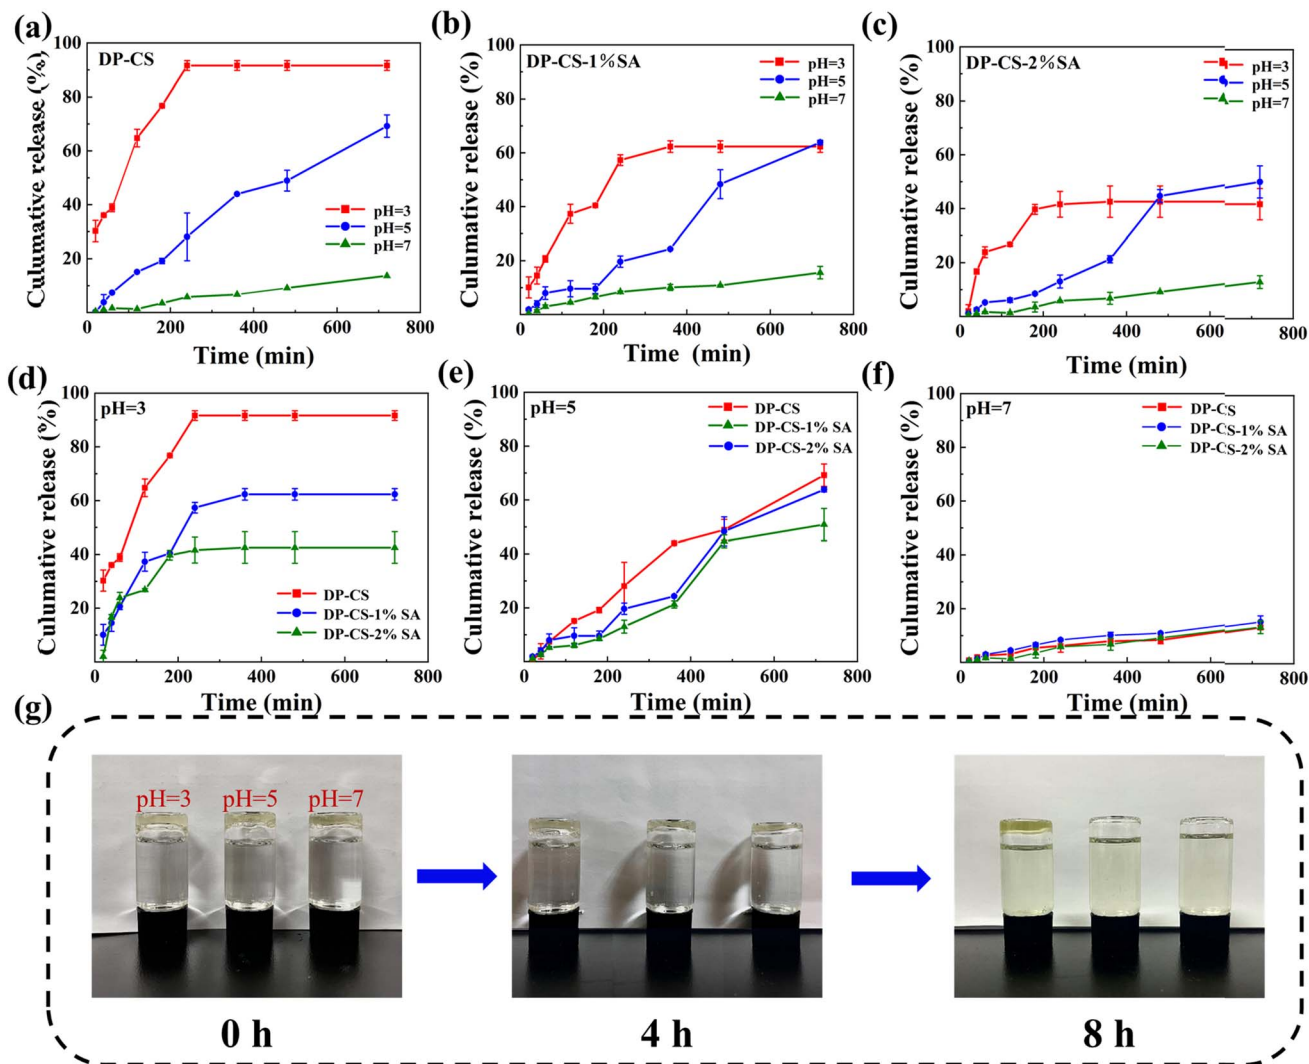 (a)
Culumative release (%)
100
80
60
40
20
0
DP-CS
pH=3
pH=5
pH=7
0 200 400 600 800
Time (min)
(b)
Culumative release (%)
100
80
60
40
20
0
DP-CS-1%SA
pH=3
pH=5
pH=7
0 200 400 600 800
Time (min)
(c)
Culumative release (%)
100
80
60
40
20
0
DP-CS-2%SA
pH=3
pH=5
pH=7
0 200 400 600 800
Time (min)
(d)
Culumative release (%)
100
80
60
40
20
0
pH=3
DP-CS
DP-CS-1% SA
DP-CS-2% SA
0 200 400 600 800
Time (min)
(e)
Culumative release (%)
100
80
60
40
20
0
pH=5
DP-CS
DP-CS-1% SA
DP-CS-2% SA
0 200 400 600 800
Time (min)
(f)
Culumative release (%)
100
80
60
40
20
0
pH=7
DP-CS
DP-CS-1% SA
DP-CS-2% SA
0 200 400 600 800
Time (min)
(g)
pH=3 pH=5 pH=7
0 h 4 h 8 h